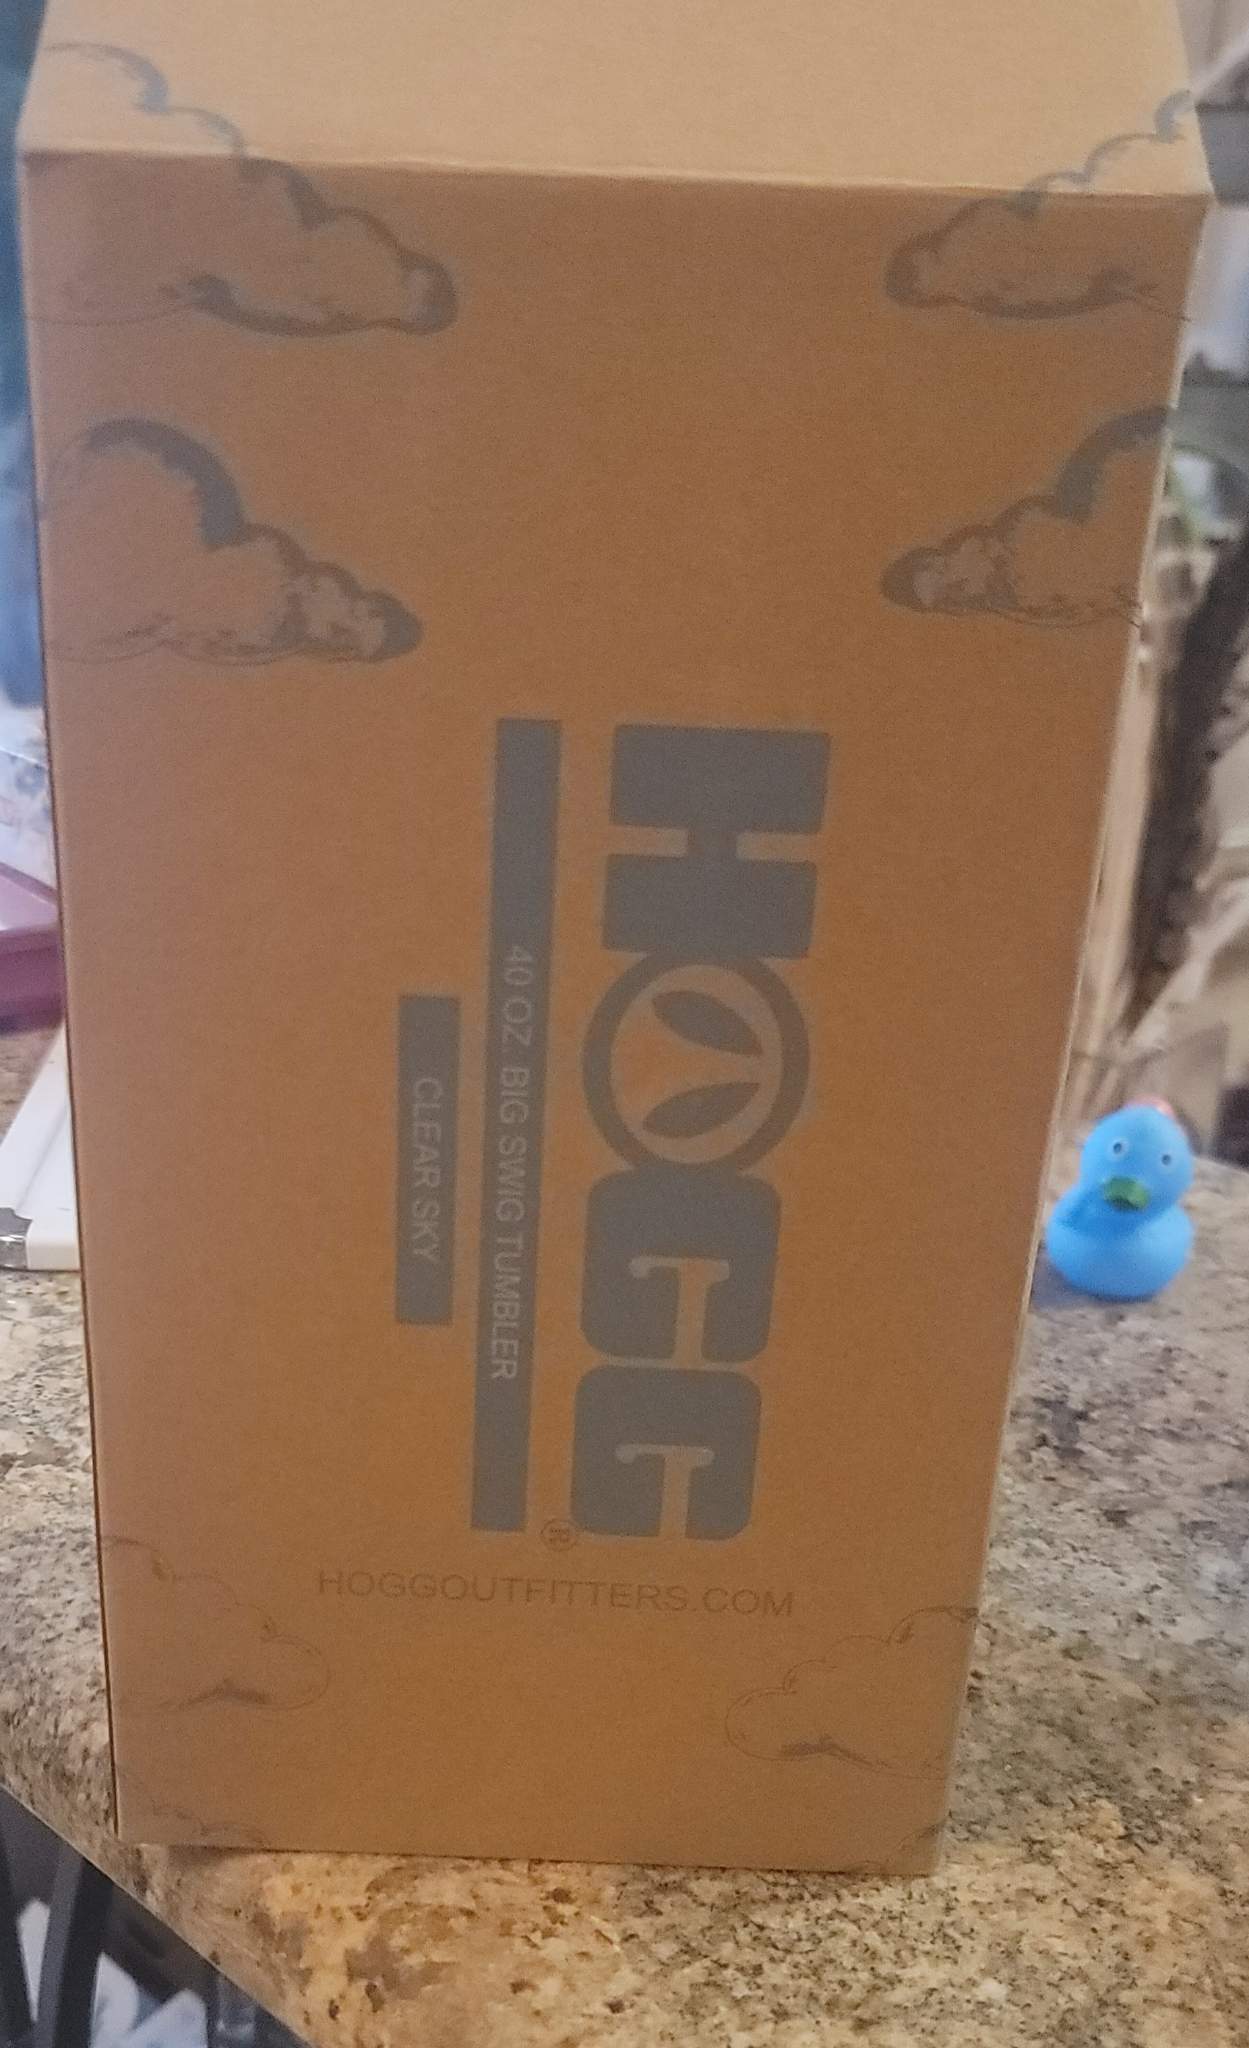 HOGG
40 OZ. BIG SWIG TUMBLER
CLEAR SKY
HOGGOUTFITTERS.COM